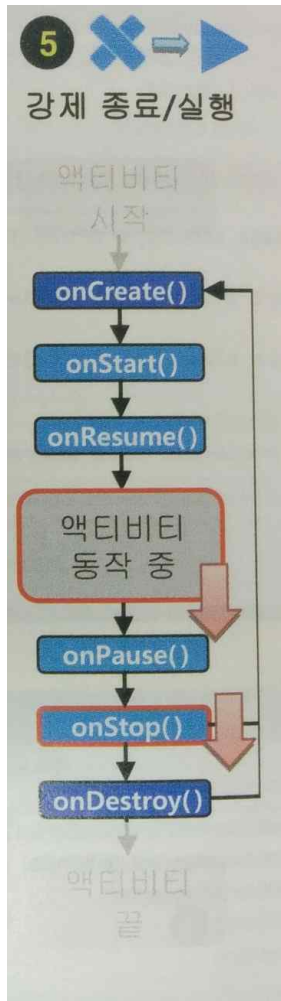 5
강제 종료/실행
액티비티
시작
onCreate()
onStart()
onResume()
액티비티
동작 중
onPause()
onStop()
onDestroy()
액티비티
끝